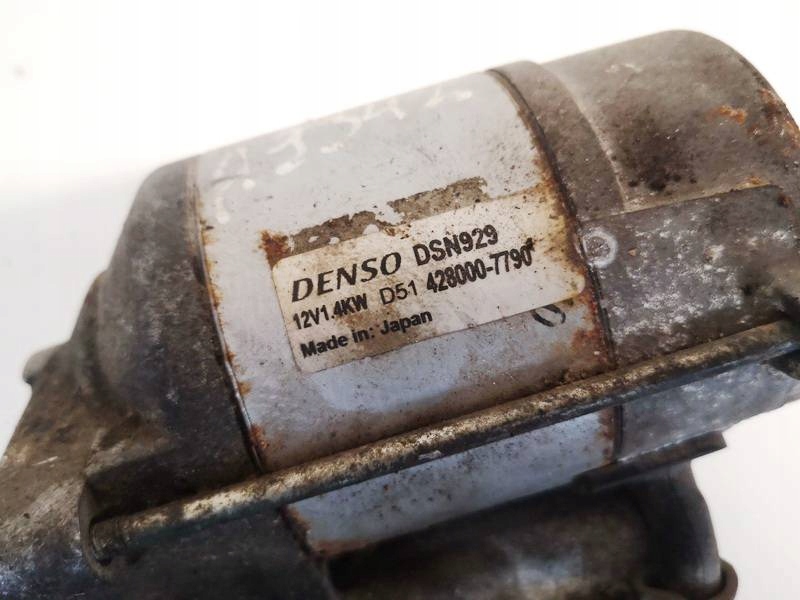 DENSO DSN929
12V1.4KW D51 428000-7790*
Made in: Japan